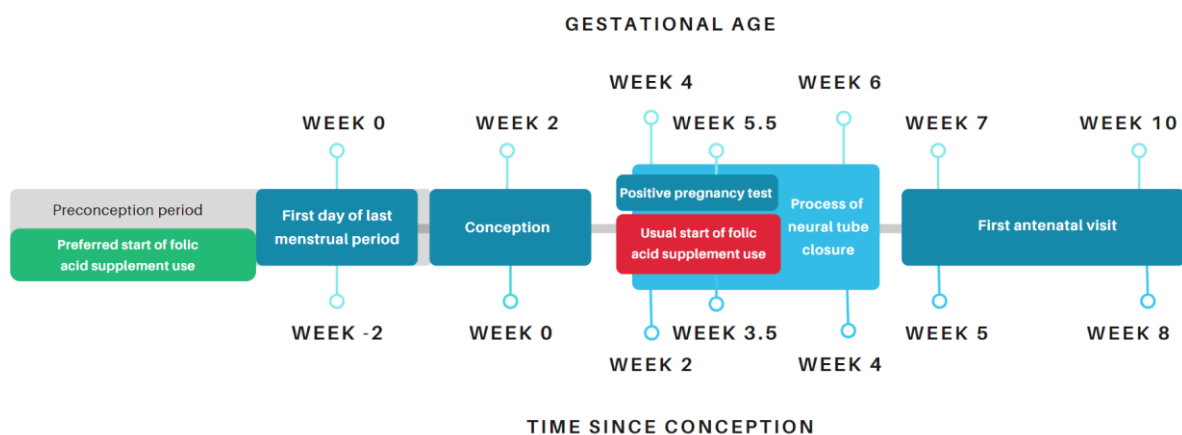 GESTATIONAL AGE
WEEK 4
WEEK 6
WEEK 0
WEEK 2
WEEK 5.5
WEEK 7
WEEK 10
Preconception period
Preferred start of folic
acid supplement use
First day of last
menstrual period
Conception
Positive pregnancy test
Usual start of folic
acid supplement use
Process of
neural tube
closure
First antenatal visit
WEEK -2
WEEK 0
WEEK 3.5
WEEK 5
WEEK 8
WEEK 2
WEEK 4
TIME SINCE CONCEPTION